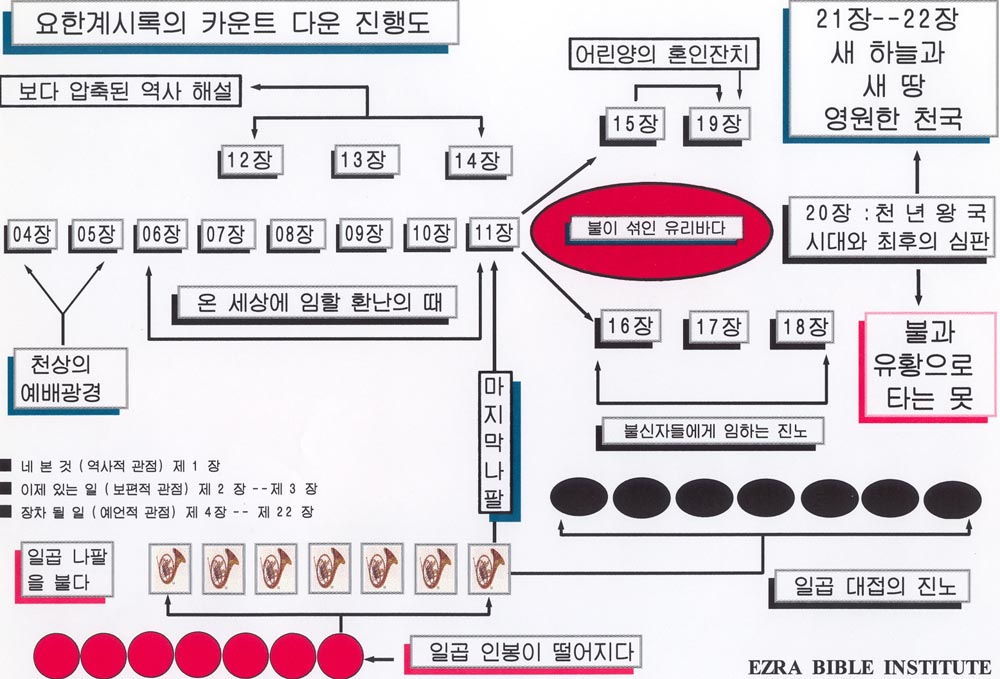 요한계시록의 카운트 다운 진행도
보다 압축된 역사 해설
12장 13장 14장
어린양의 혼인잔치
15장 19장
21장--22장
새 하늘과
새 땅
영원한 천국
04장 05장 06장 07장 08장 09장 10장 11장
불이 섞인 유리바다
20장 :천 년 왕 국
시대와 최후의 심판
온 세상에 임할 환난의 때
16장 17장 18장
불신자들에게 임하는 진노
불과
유황으로
타는 못
천상의
예배광경
마지막나팔
네 본 것 (역사적 관점) 제 1 장
이제 있는 일 (보편적 관점) 제 2 장 --제 3 장
장차 될 일 (예언적 관점) 제 4장 -- 제 22 장
일곱 나팔
을 불다
일곱 대접의 진노
일곱 인봉이 떨어지다
EZRA BIBLE INSTITUTE